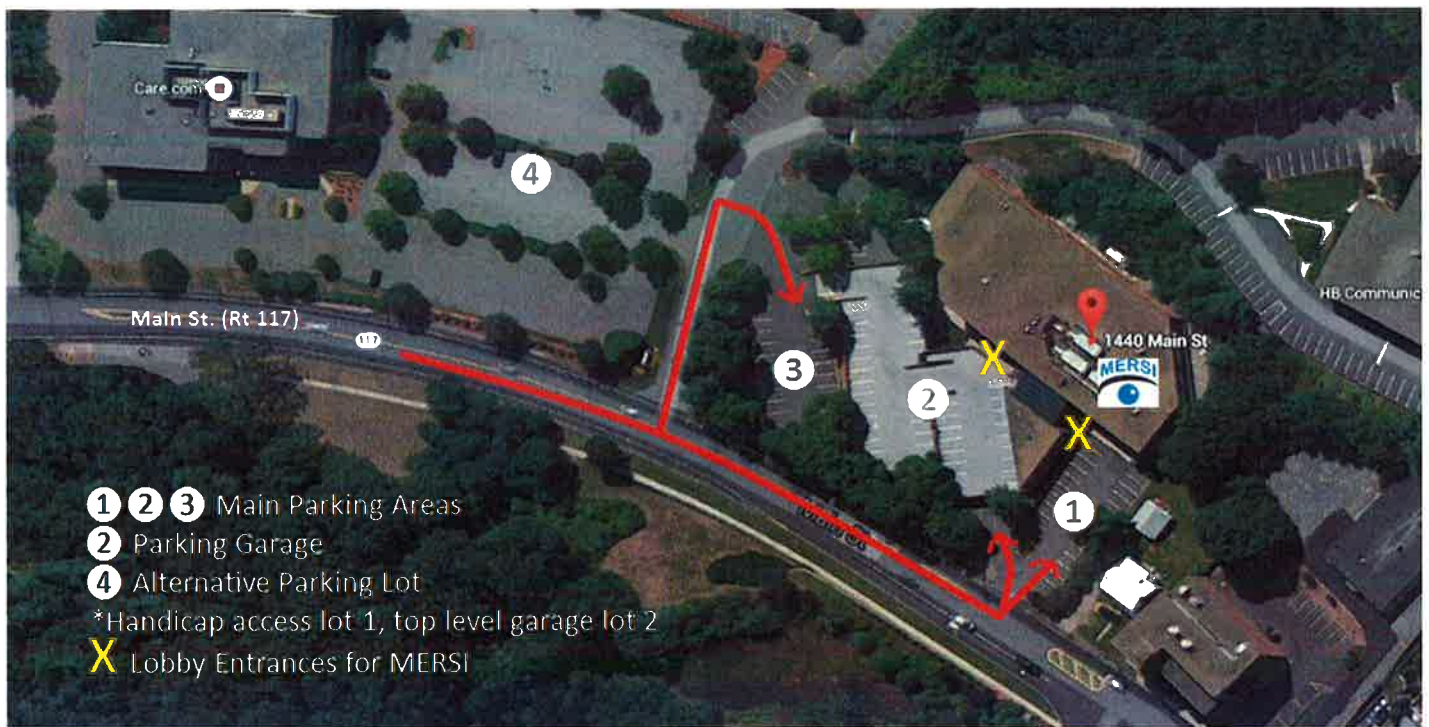 Care.com
4
Main St. (Rt 117)
117
HB Communic
1440 Main St
MERSI
3
2
1
1 2 3 Main Parking Areas
2 Parking Garage
4 Alternative Parking Lot
*Handicap access lot 1, top level garage lot 2
X Lobby Entrances for MERSI
X
X